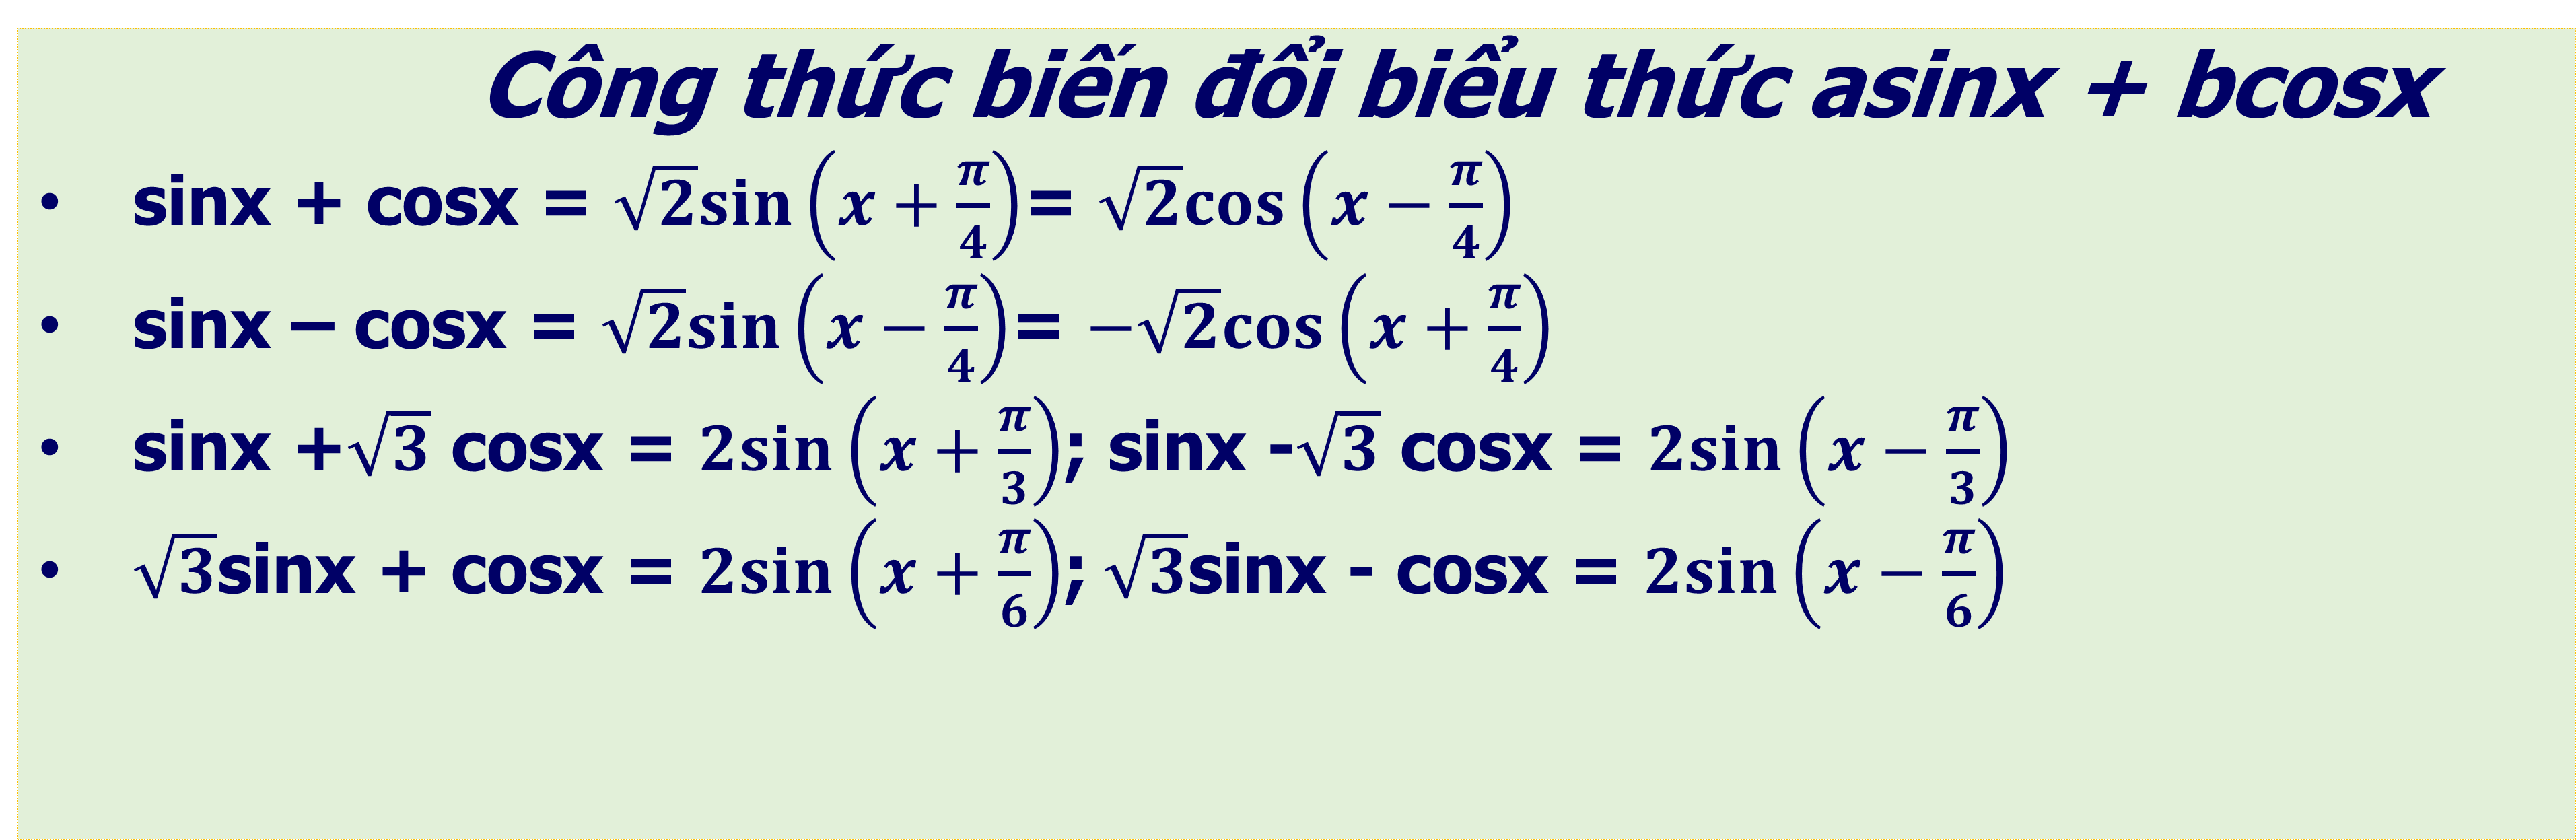 Công thức biến đổi biểu thức asinx + bcosx
• sinx + cosx = √2sin(x + π/4)= √2cos(x − π/4)
• sinx – cosx = √2sin(x − π/4)= −√2cos(x + π/4)
• sinx +√3 cosx = 2sin(x + π/3); sinx -√3 cosx = 2sin(x − π/3)
• √3sinx + cosx = 2sin(x + π/6); √3sinx - cosx = 2sin(x − π/6)